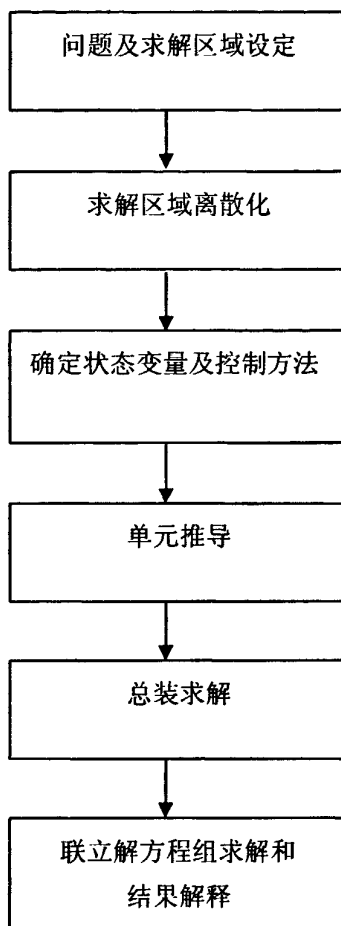 问题及求解区域设定
求解区域离散化
确定状态变量及控制方法
单元推导
总装求解
联立解方程组求解和
结果解释